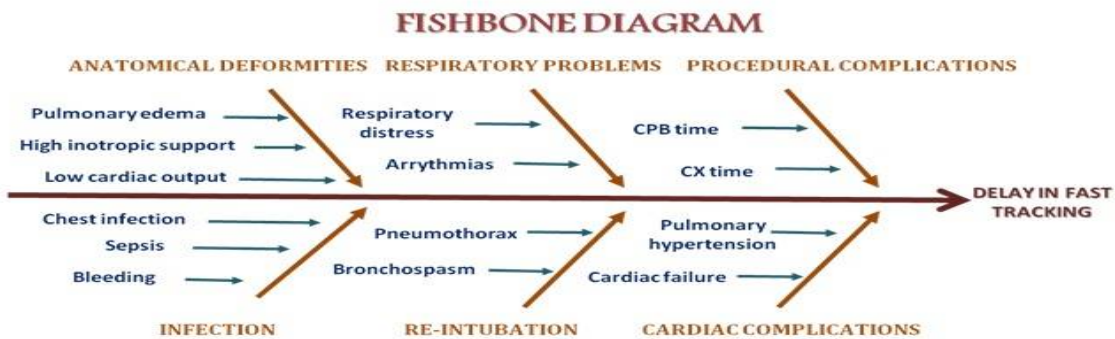 FISHBONE DIAGRAM
ANATOMICAL DEFORMITIES
RESPIRATORY PROBLEMS
PROCEDURAL COMPLICATIONS
Pulmonary edema
High inotropic support
Low cardiac output
Respiratory
distress
Arrythmias
CPB time
CX time
DELAY IN FAST
TRACKING
Chest infection
Sepsis
Bleeding
Pneumothorax
Bronchospasm
Pulmonary
hypertension
Cardiac failure
INFECTION
RE-INTUBATION
CARDIAC COMPLICATIONS